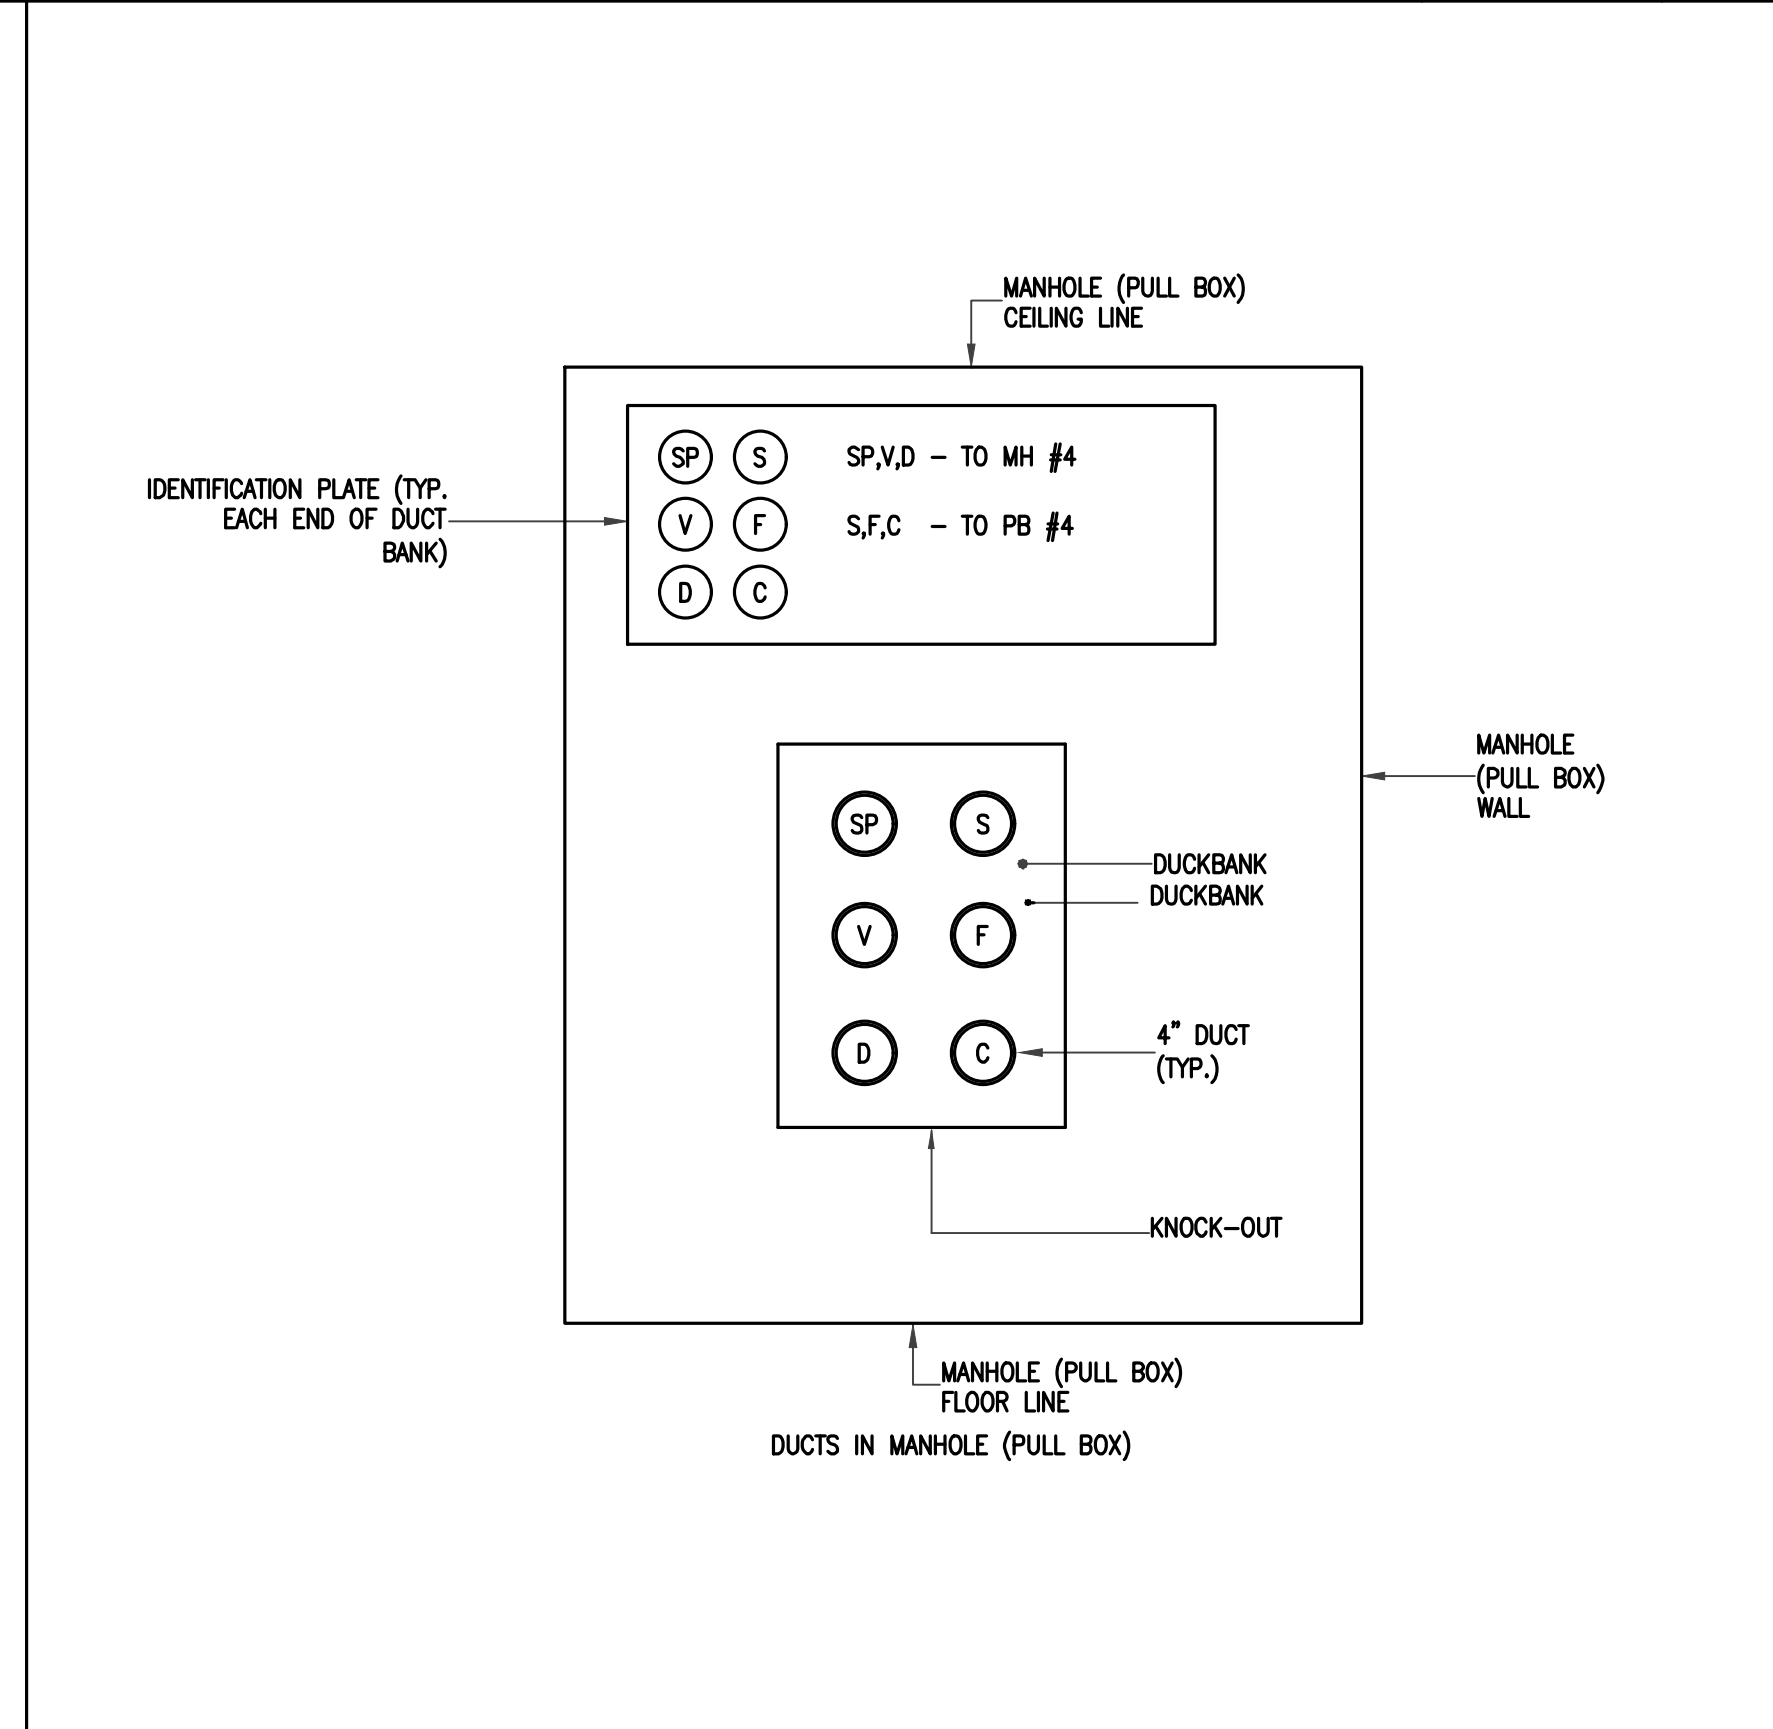 MANHOLE (PULL BOX)
CEILING LINE
SP S SP,V,D - TO MH #4
IDENTIFICATION PLATE (TYP.
EACH END OF DUCT
BANK)
V F S,F,C - TO PB #4
D C
MANHOLE
(PULL BOX)
WALL
SP S
DUCKBANK
DUCKBANK
V F
4" DUCT
(TYP.)
D C
KNOCK-OUT
MANHOLE (PULL BOX)
FLOOR LINE
DUCTS IN MANHOLE (PULL BOX)